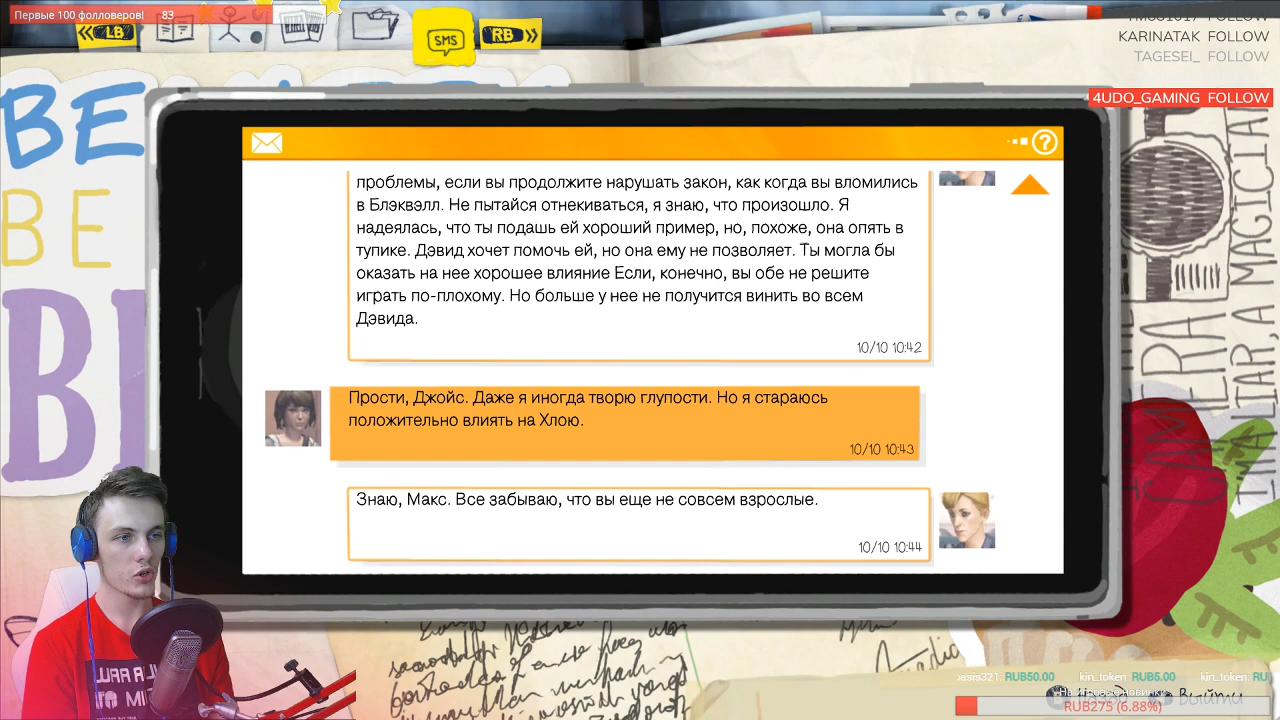 Первые 100 фолловеров! 83
LB
SMS
RB
FOLLOW
KARINATAK FOLLOW
TAGESEI_ FOLLOW
4UDO_GAMING FOLLOW
BE
BE
?
проблемы, если вы продолжите нарушать закон, как когда вы вломились
в Блэквэлл. Не пытайся отнекиваться, я знаю, что произошло. Я
надеялась, что ты подашь ей хороший пример, но, похоже, она опять в
тупике. Дэвид хочет помочь ей, но она ему не позволяет. Ты могла бы
оказать на нее хорошее влияние Если, конечно, вы обе не решите
играть по-плохому. Но больше у нее не получится винить во всем
Дэвида.
10/10 10:42
Прости, Джойс. Даже я иногда творю глупости. Но я стараюсь
положительно влиять на Хлою.
10/10 10:43
Знаю, Макс. Все забываю, что вы еще не совсем взрослые.
10/10 10:44
RUB50.00 kin_token: RUB5.00 kin_token: RU
Выйти
RUB275 (6.88%)